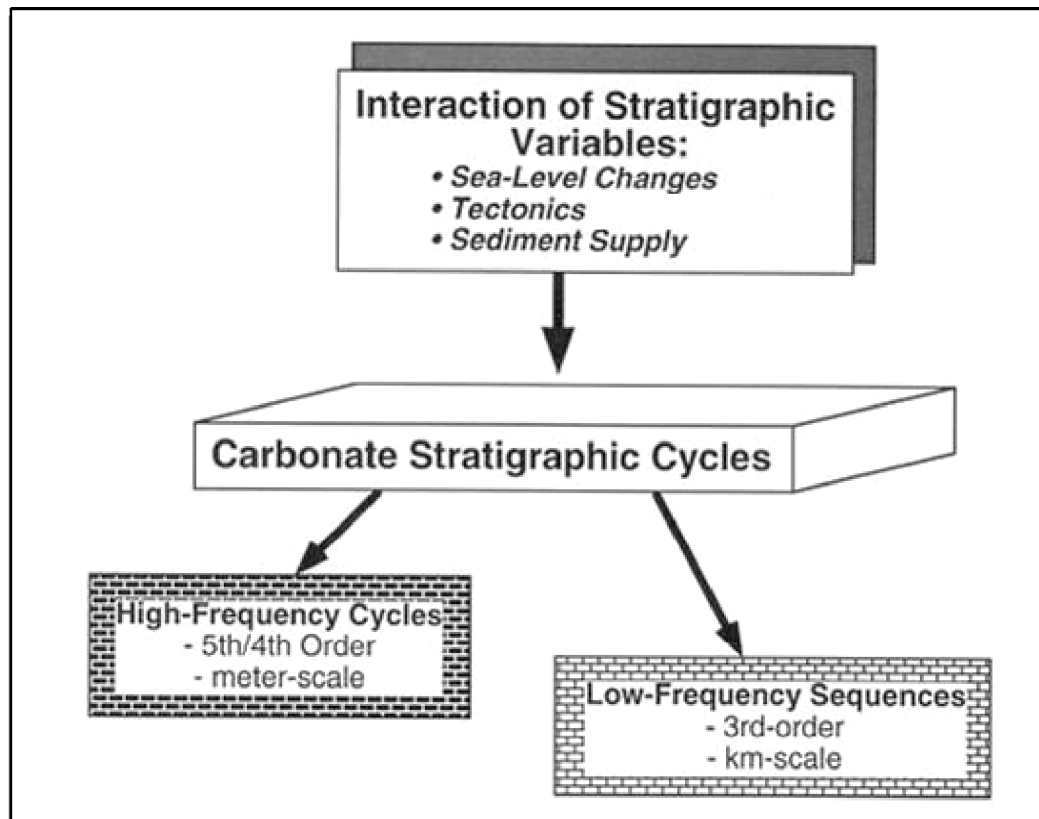 Interaction of Stratigraphic
Variables:
• Sea-Level Changes
• Tectonics
• Sediment Supply
Carbonate Stratigraphic Cycles
High-Frequency Cycles
- 5th/4th Order
- meter-scale
Low-Frequency Sequences
- 3rd-order
- km-scale